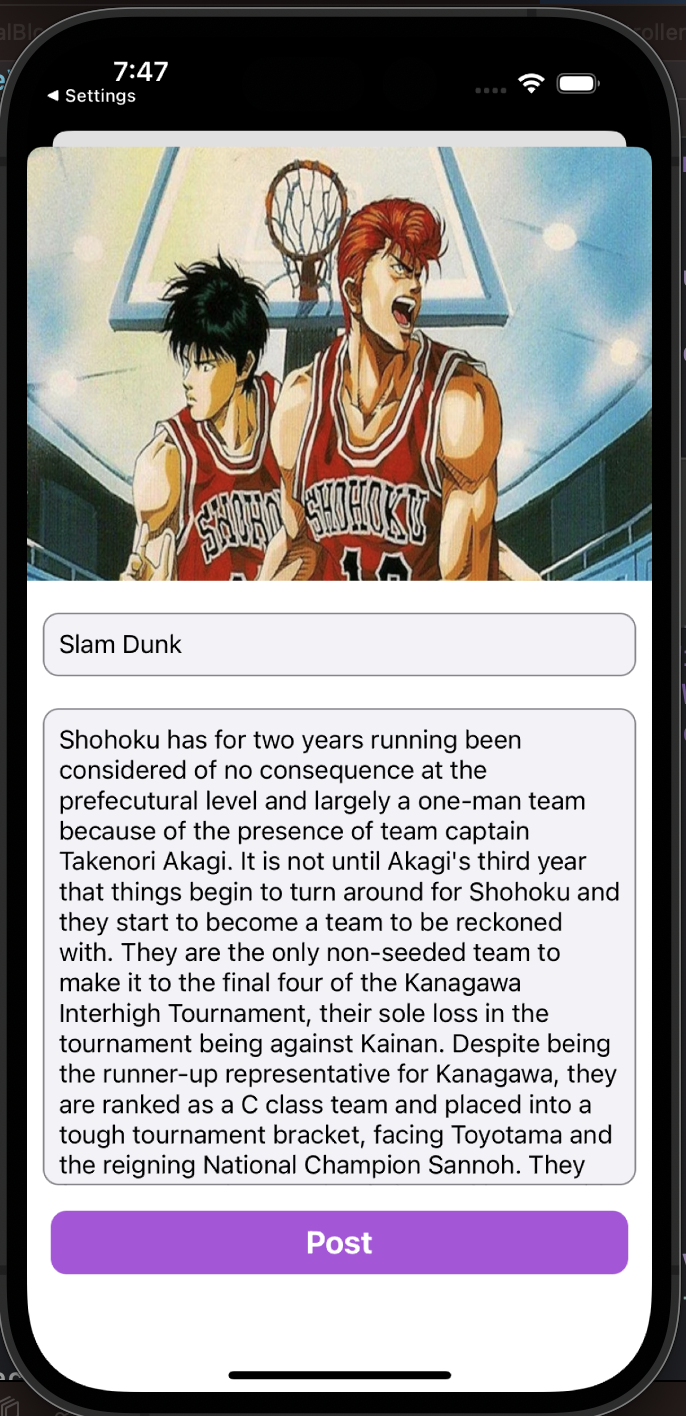 7:47
◀ Settings
SHOHO
SHOHOKU
10
Slam Dunk
Shohoku has for two years running been
considered of no consequence at the
prefecutural level and largely a one-man team
because of the presence of team captain
Takenori Akagi. It is not until Akagi's third year
that things begin to turn around for Shohoku and
they start to become a team to be reckoned
with. They are the only non-seeded team to
make it to the final four of the Kanagawa
Interhigh Tournament, their sole loss in the
tournament being against Kainan. Despite being
the runner-up representative for Kanagawa, they
are ranked as a C class team and placed into a
tough tournament bracket, facing Toyotama and
the reigning National Champion Sannoh. They
Post